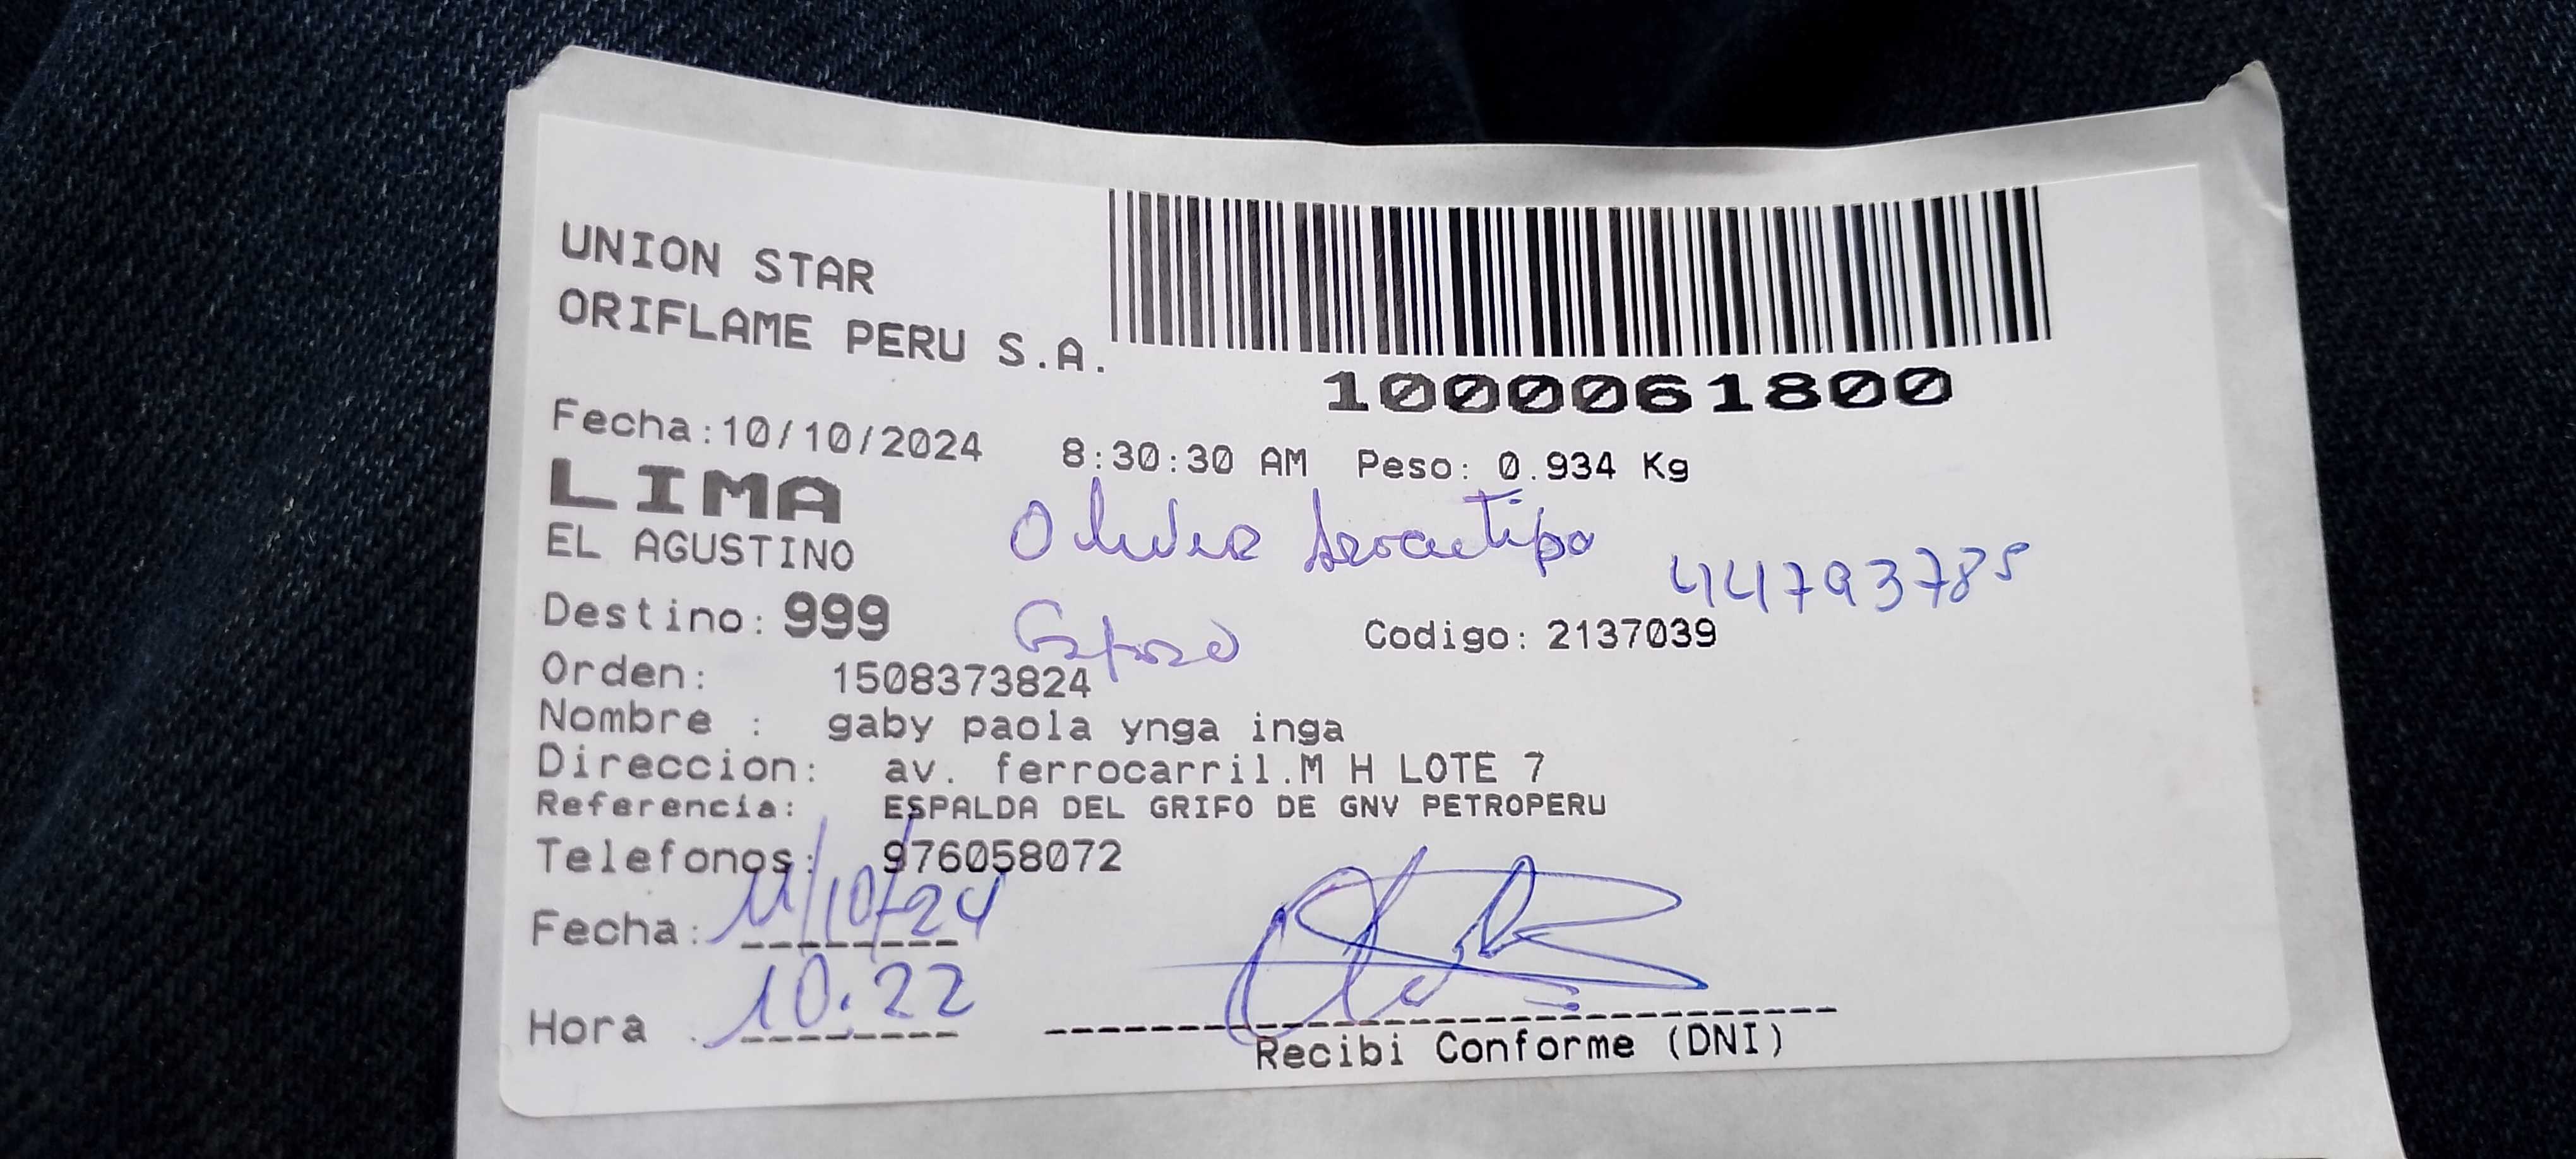 UNION STAR
ORIFLAME PERU S.A.
1000061800
Fecha:10/10/2024 8:30:30 AM Peso: 0.934 Kg
LIMA
EL AGUSTINO
44793785
Destino: 999
Codigo: 2137039
Orden: 1508373824
Nombre : gaby paola ynga inga
Direccion: av. ferrocarril.M H LOTE 7
Referencia: ESPALDA DEL GRIFO DE GNV PETROPERU
Telefonos: 976058072
Fecha: 11/10/24
Hora : 10:22
Recibi Conforme (DNI)